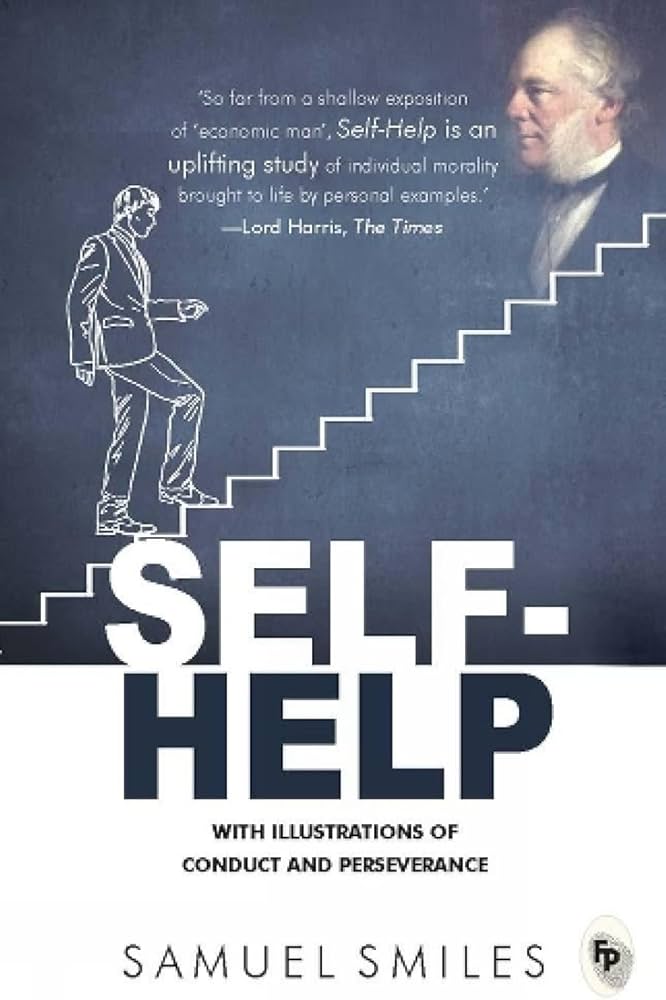 'So far from a shallow exposition
of 'economic man', Self-Help is an
uplifting study of individual morality
brought to life by personal examples.'
—Lord Harris, The Times
SELF-
HELP
WITH ILLUSTRATIONS OF
CONDUCT AND PERSEVERANCE
SAMUEL SMILES
FP